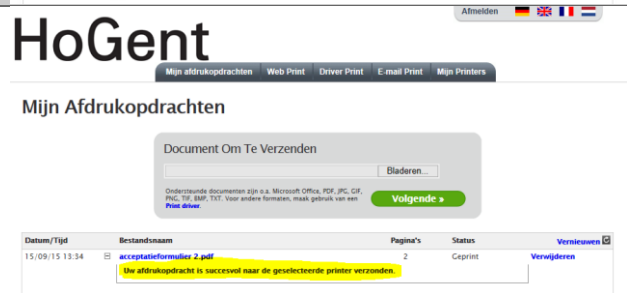 Afmelden
HoGent
Mijn afdrukopdrachten Web Print Driver Print E-mail Print Mijn Printers
Mijn Afdrukopdrachten
Document Om Te Verzenden
Bladeren...
Ondersteunde documenten zijn o.a. Microsoft Office, PDF, JPG, GIF,
PNG, TIF, BMP, TXT. Voor andere formaten, maak gebruik van een
Print driver.
Volgende »
Datum/Tijd Bestandsnaam Pagina's Status Vernieuwen
15/09/15 13:34 acceptatieformulier 2.pdf 2 Geprint Verwijderen
Uw afdrukopdracht is succesvol naar de geselecteerde printer verzonden.